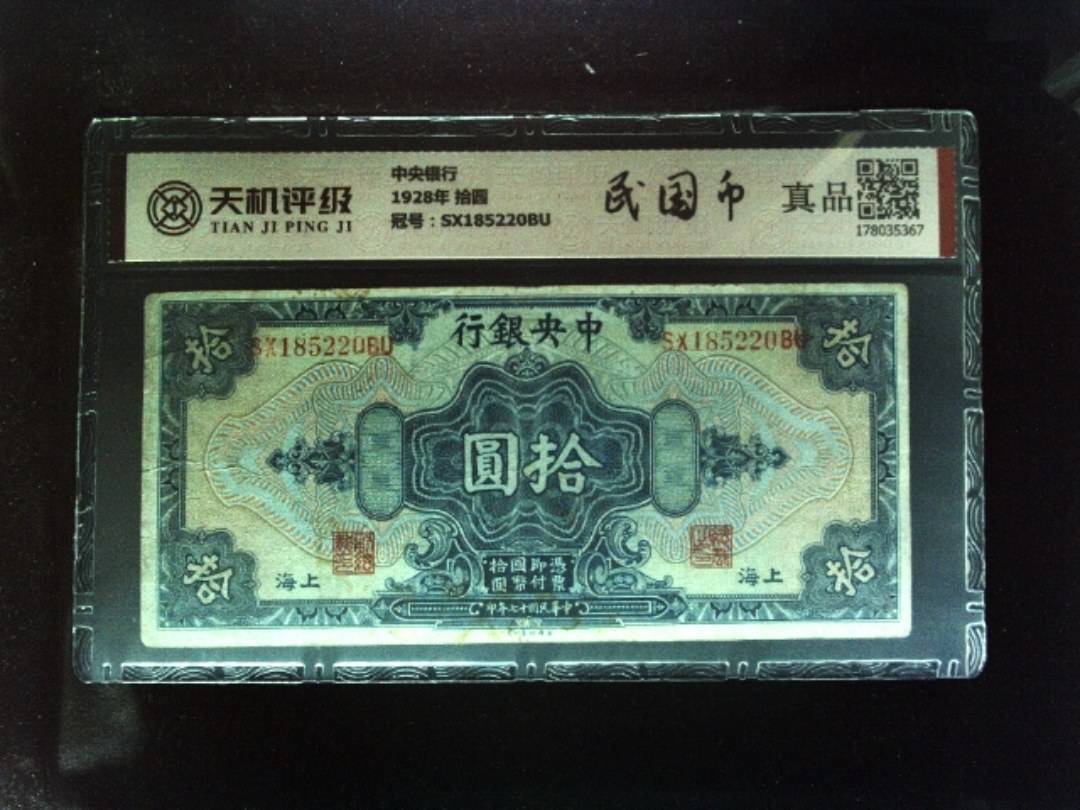 天机评级
TIAN JI PING JI
中央银行
1928年 拾圆
冠号：SX185220BU
民国币
真品
178035367
行銀央中
SX185220BU
SX185220BU
拾
拾
圓拾
拾圓
國幣
即付
憑票
海上
海上
拾
拾
印年七十國民華中